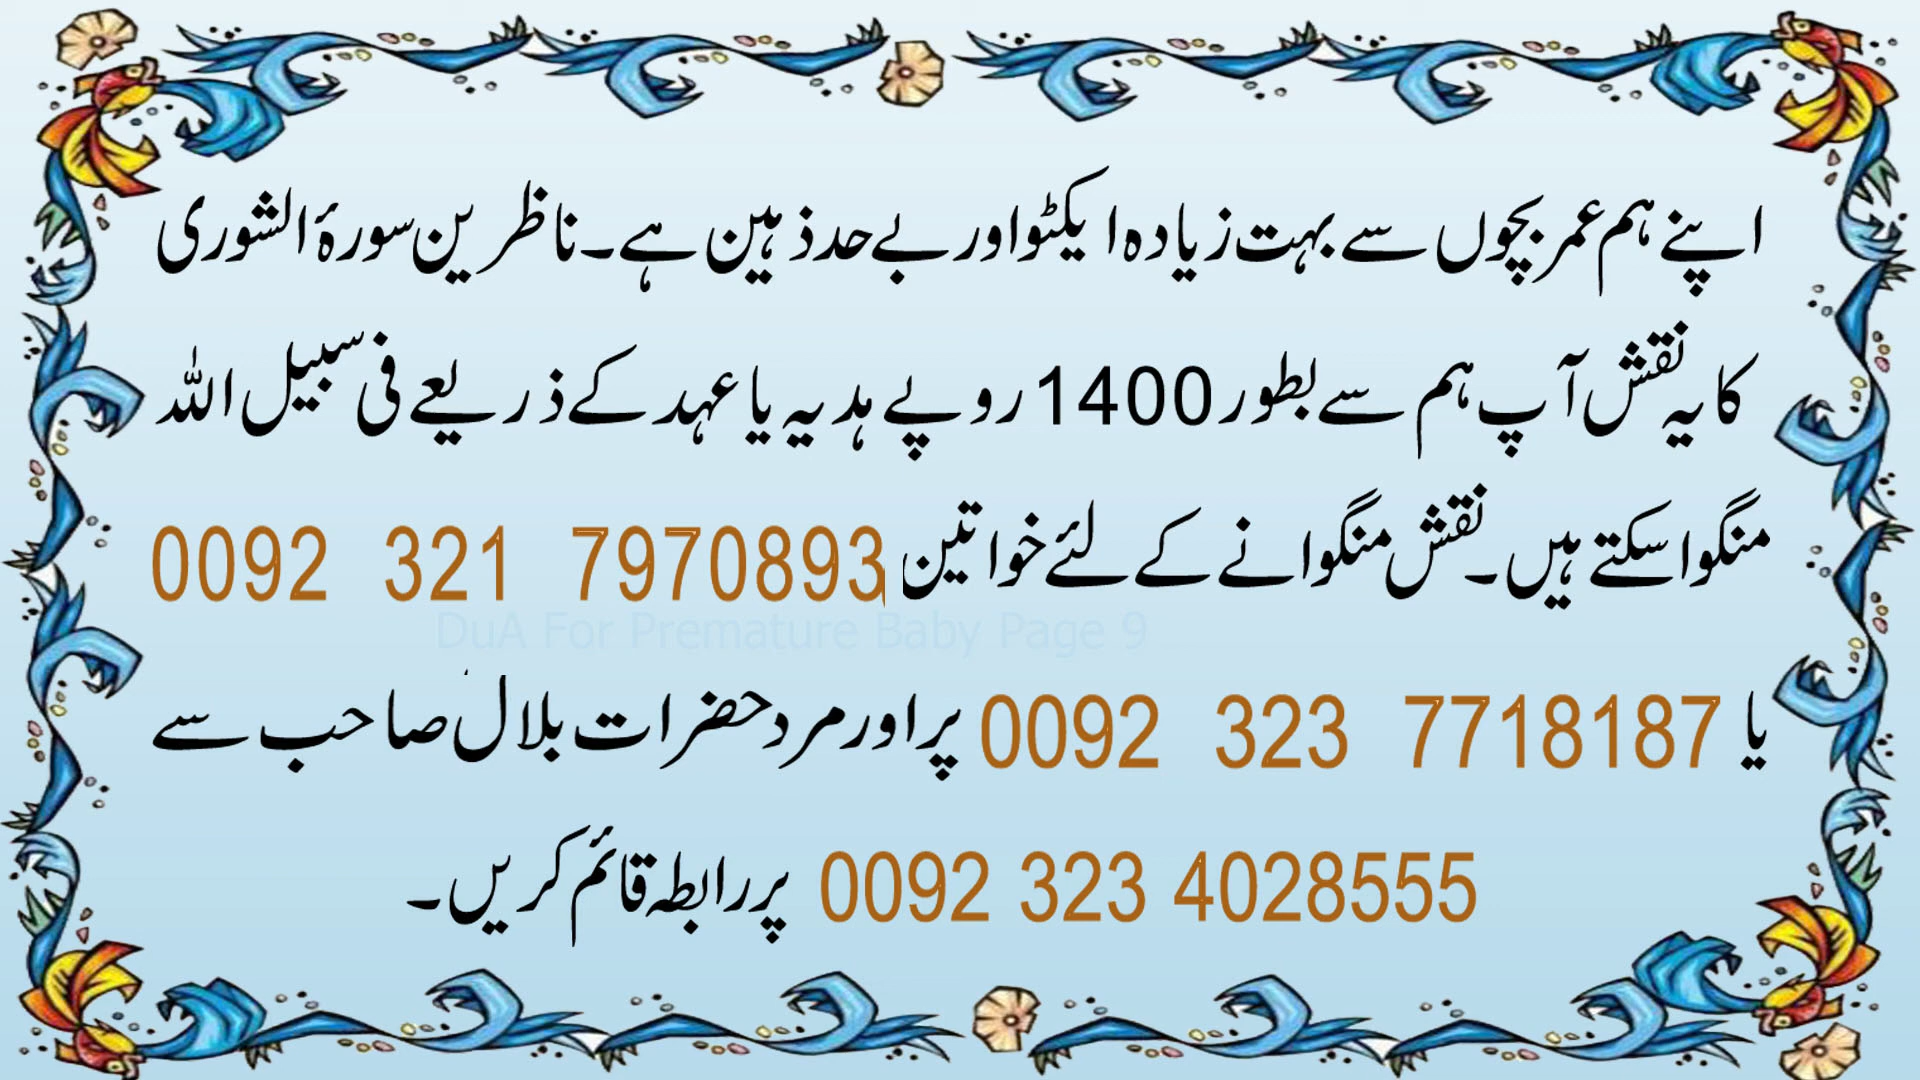 اپنے ہم عمر بچوں سے بہت زیادہ ایکٹو اور بے حد ذہین ہے۔ ناظرین سورۂ الشوری
کا یہ نقش آپ ہم سے بطور 1400 روپے ہدیہ یا عہد کے ذریعے فی سبیل اللہ
منگوا سکتے ہیں۔ نقش منگوانے کے لئے خواتین 0092 321 7970893
DuA For Premature Baby Page 9
یا 0092 323 7718187 پر اور مرد حضرات بلال صاحب سے
0092 323 4028555 پر رابطہ قائم کریں۔